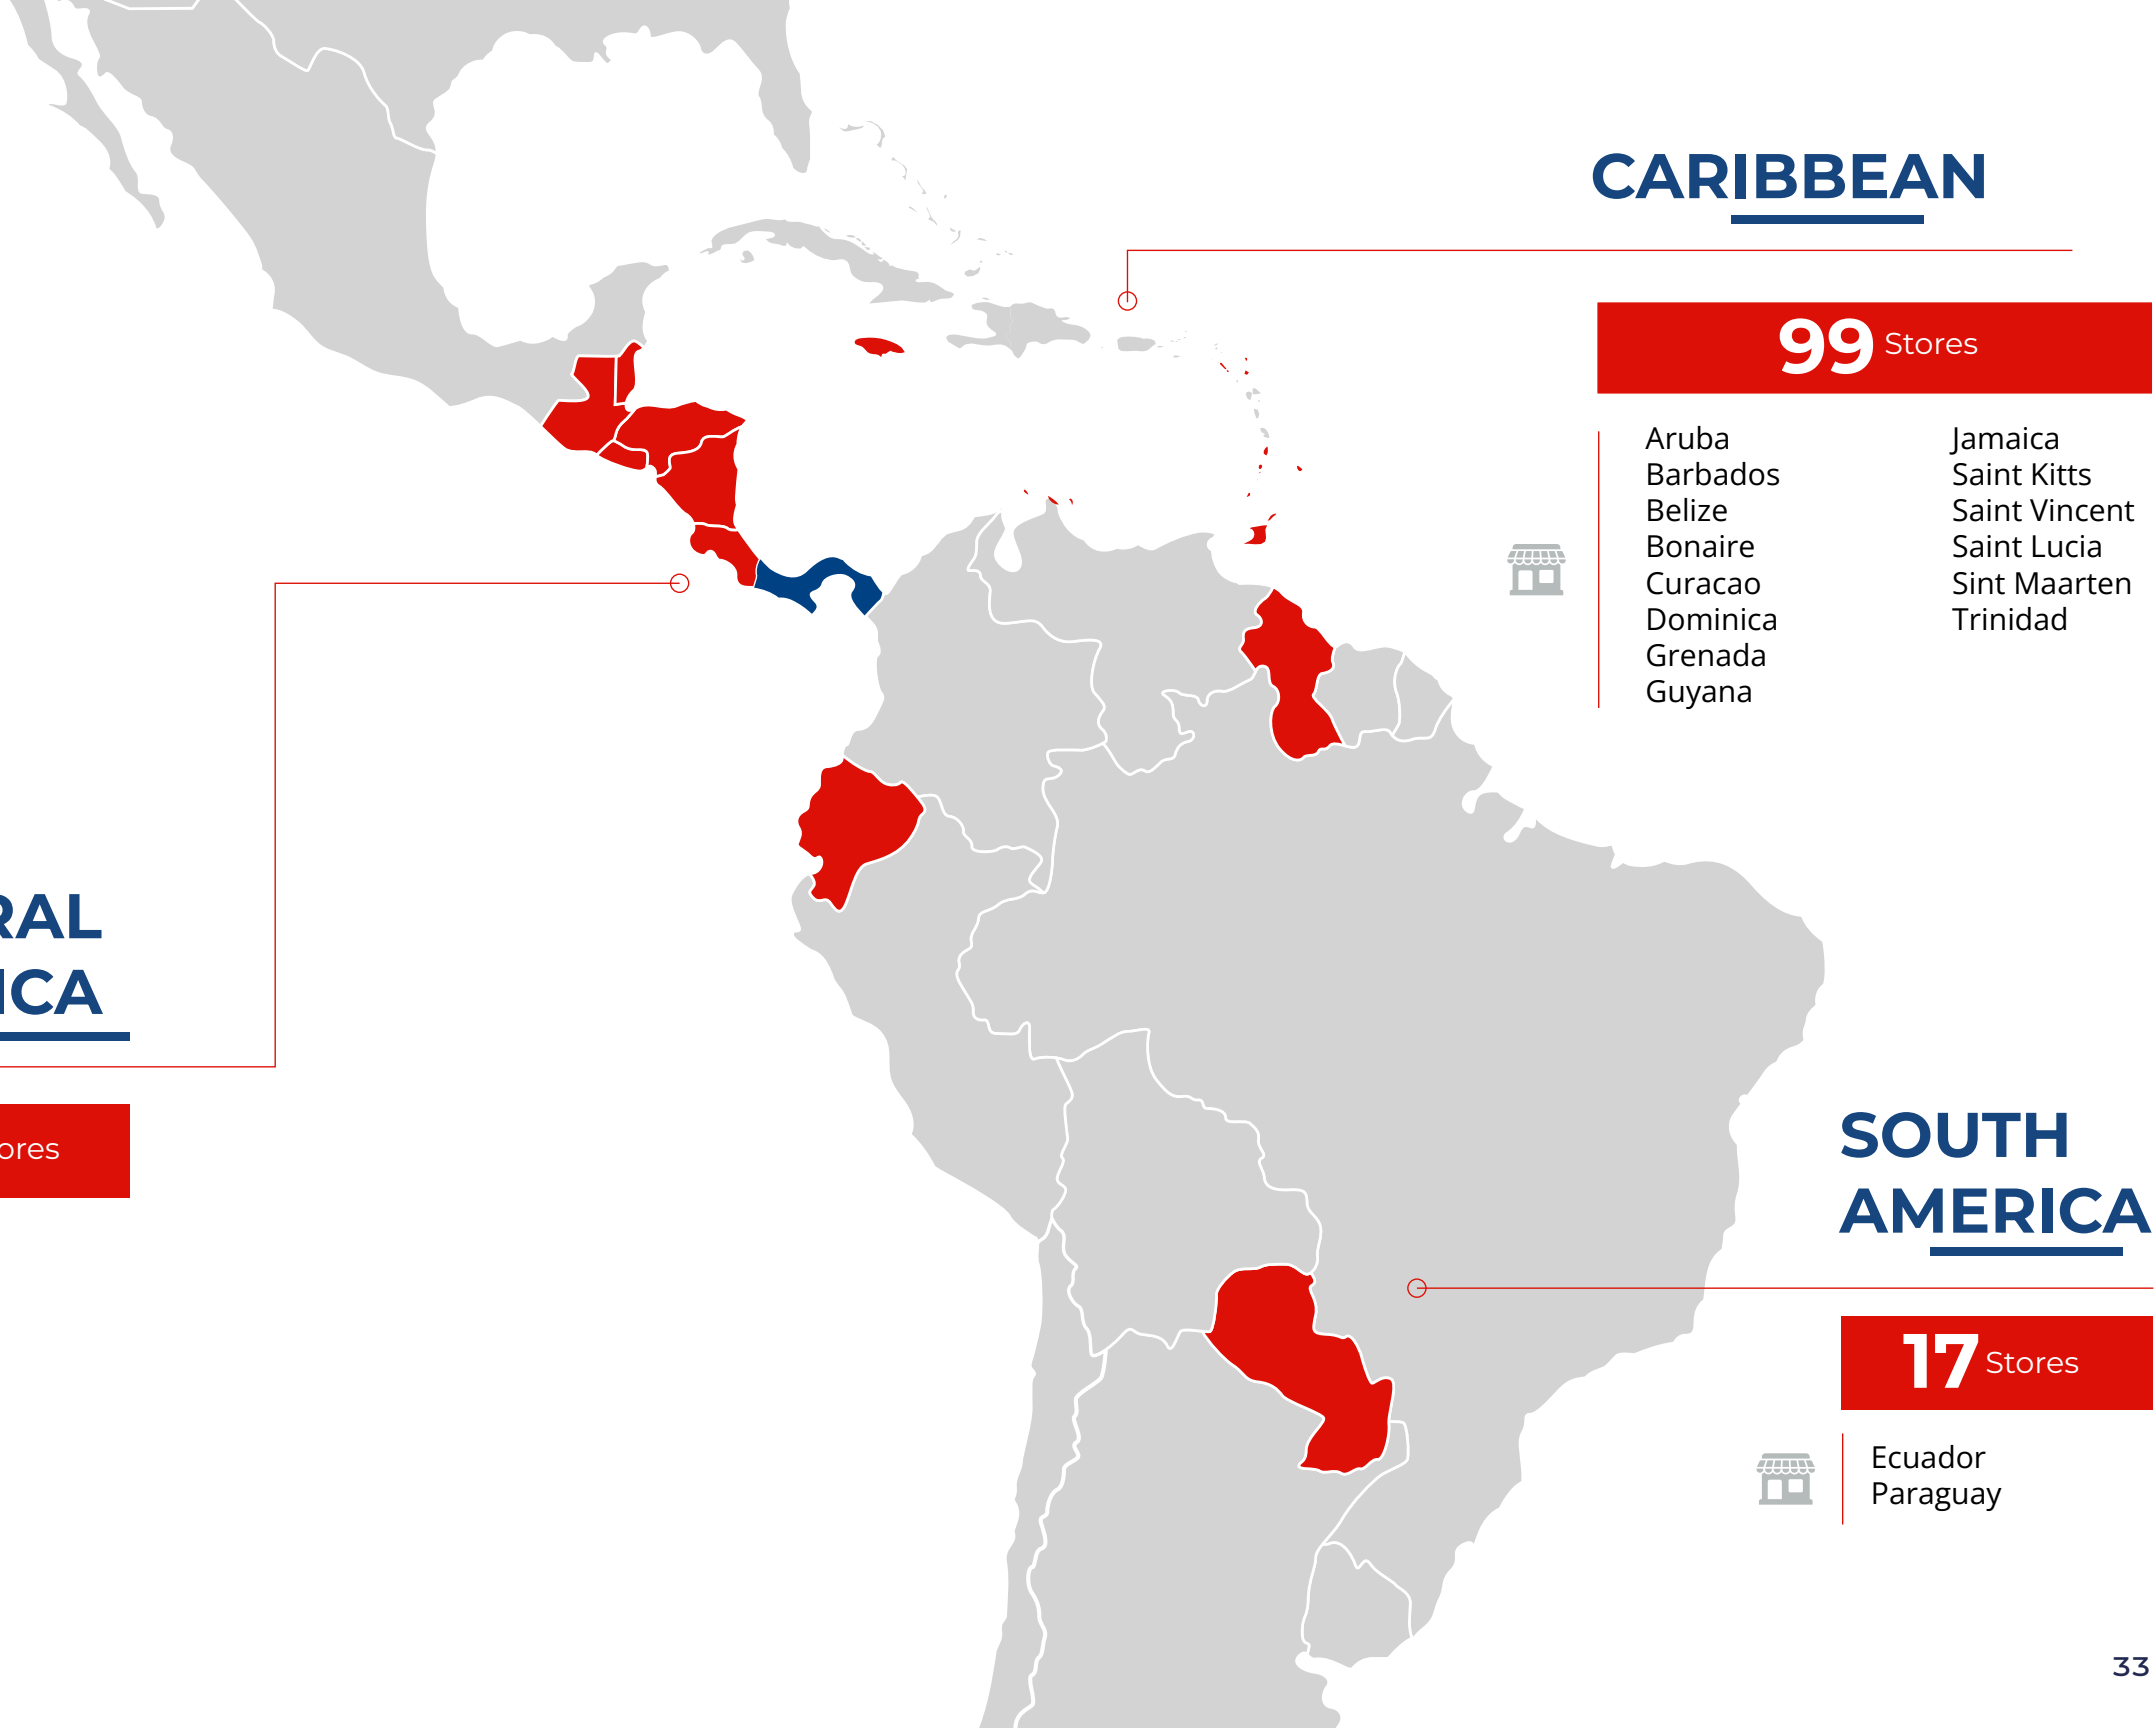 CARIBBEAN
99 Stores
Aruba
Barbados
Belize
Bonaire
Curacao
Dominica
Grenada
Guyana
Jamaica
Saint Kitts
Saint Vincent
Saint Lucia
Sint Maarten
Trinidad
RAL
ICA
ores
SOUTH
AMERICA
17 Stores
Ecuador
Paraguay
33